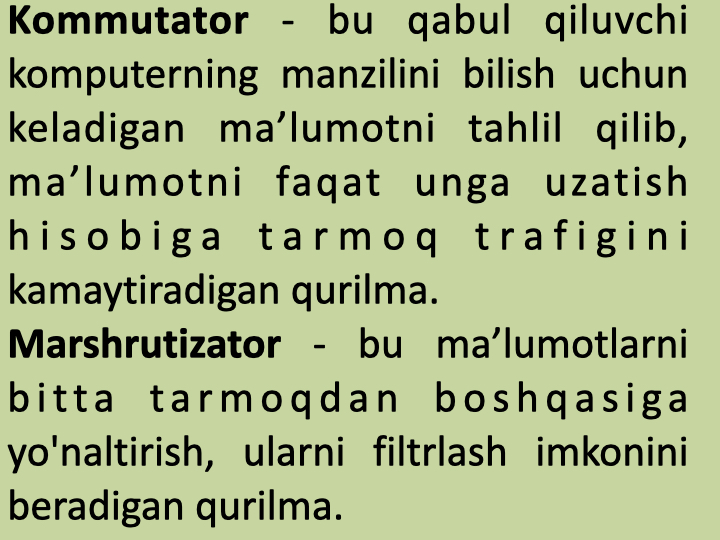 Kommutator - bu qabul qiluvchi
komputerning manzilini bilish uchun
keladigan ma’lumotni tahlil qilib,
ma’lumotni faqat unga uzatish
hisobiga tarmoq trafigini
kamaytiradigan qurilma.
Marshrutizator - bu ma’lumotlarni
bitta tarmoqdan boshqasiga
yo'naltirish, ularni filtrlash imkonini
beradigan qurilma.